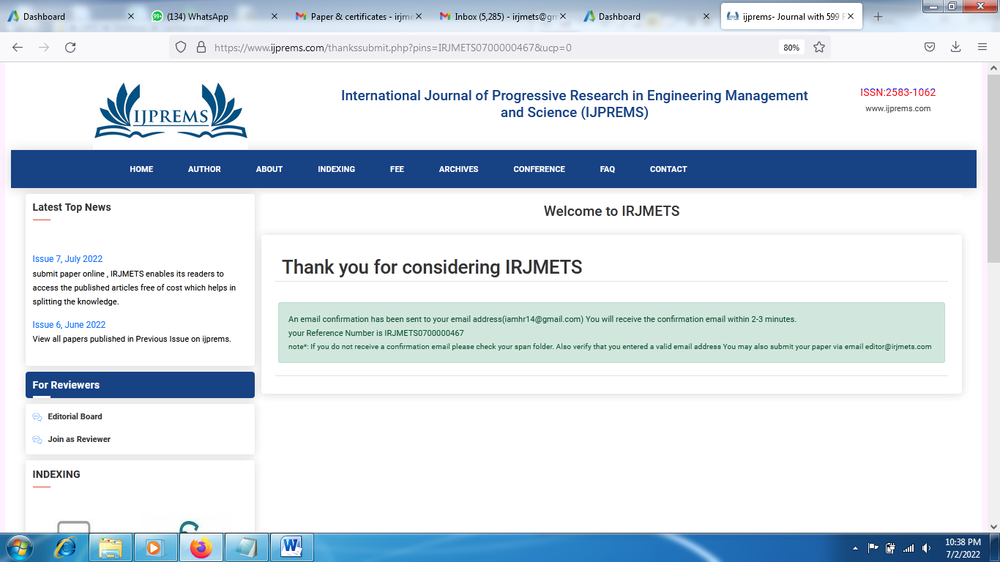 Dashboard
(134) WhatsApp
Paper & certificates - irjme
Inbox (5,285) - irjmets@gm
Dashboard
ijprems- Journal with 599 R
https://www.ijprems.com/thankssubmit.php?pins=IRJMETS0700000467&ucp=0
80%
IJPREMS
International Journal of Progressive Research in Engineering Management
and Science (IJPREMS)
ISSN:2583-1062
www.ijprems.com
HOME
AUTHOR
ABOUT
INDEXING
FEE
ARCHIVES
CONFERENCE
FAQ
CONTACT
Latest Top News
Issue 7, July 2022
submit paper online , IRJMETS enables its readers to
access the published articles free of cost which helps in
splitting the knowledge.
Issue 6, June 2022
View all papers published in Previous Issue on ijprems.
For Reviewers
Editorial Board
Join as Reviewer
INDEXING
Welcome to IRJMETS
Thank you for considering IRJMETS
An email confirmation has been sent to your email address(iamhr14@gmail.com) You will receive the confirmation email within 2-3 minutes.
your Reference Number is IRJMETS0700000467
note*: If you do not receive a confirmation email please check your span folder. Also verify that you entered a valid email address You may also submit your paper via email editor@irjmets.com
10:38 PM
7/2/2022